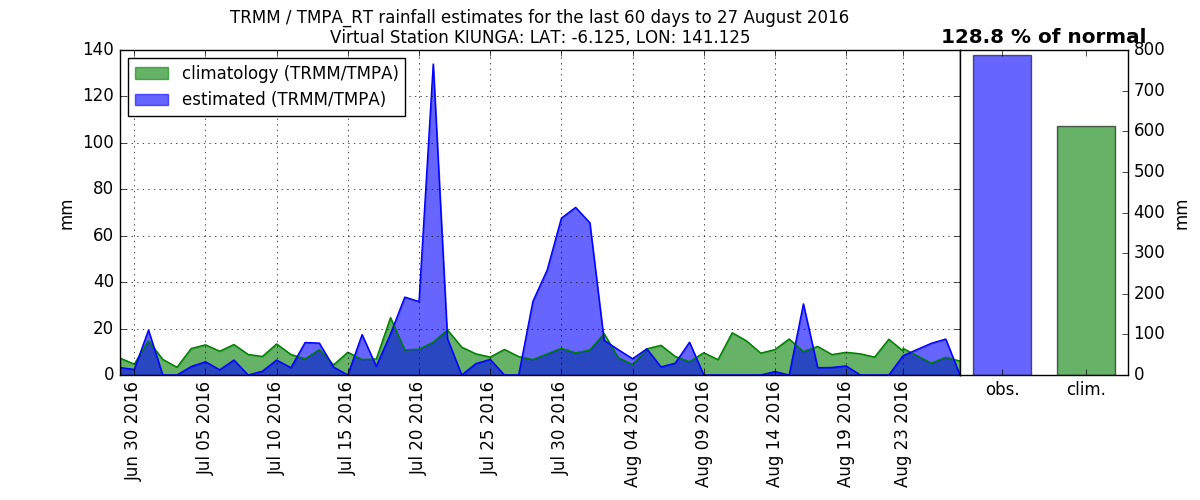 TRMM / TMPA_RT rainfall estimates for the last 60 days to 27 August 2016
Virtual Station KIUNGA: LAT: -6.125, LON: 141.125
128.8 % of normal
climatology (TRMM/TMPA)
estimated (TRMM/TMPA)
mm
140
120
100
80
60
40
20
0
Jun 30 2016
Jul 05 2016
Jul 10 2016
Jul 15 2016
Jul 20 2016
Jul 25 2016
Jul 30 2016
Aug 04 2016
Aug 09 2016
Aug 14 2016
Aug 19 2016
Aug 23 2016
obs.
clim.
800
700
600
500
400
300
200
100
0
mm